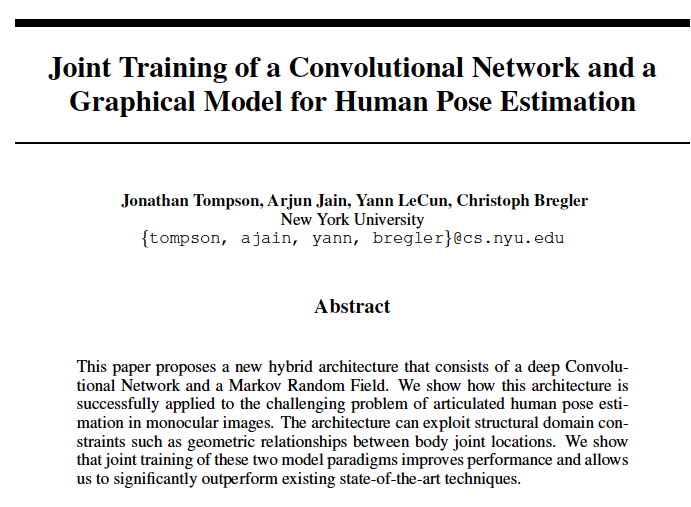 Joint Training of a Convolutional Network and a
Graphical Model for Human Pose Estimation
Jonathan Tompson, Arjun Jain, Yann LeCun, Christoph Bregler
New York University
{tompson, ajain, yann, bregler}@cs.nyu.edu
Abstract
This paper proposes a new hybrid architecture that consists of a deep Convolu-
tional Network and a Markov Random Field. We show how this architecture is
successfully applied to the challenging problem of articulated human pose esti-
mation in monocular images. The architecture can exploit structural domain con-
straints such as geometric relationships between body joint locations. We show
that joint training of these two model paradigms improves performance and allows
us to significantly outperform existing state-of-the-art techniques.